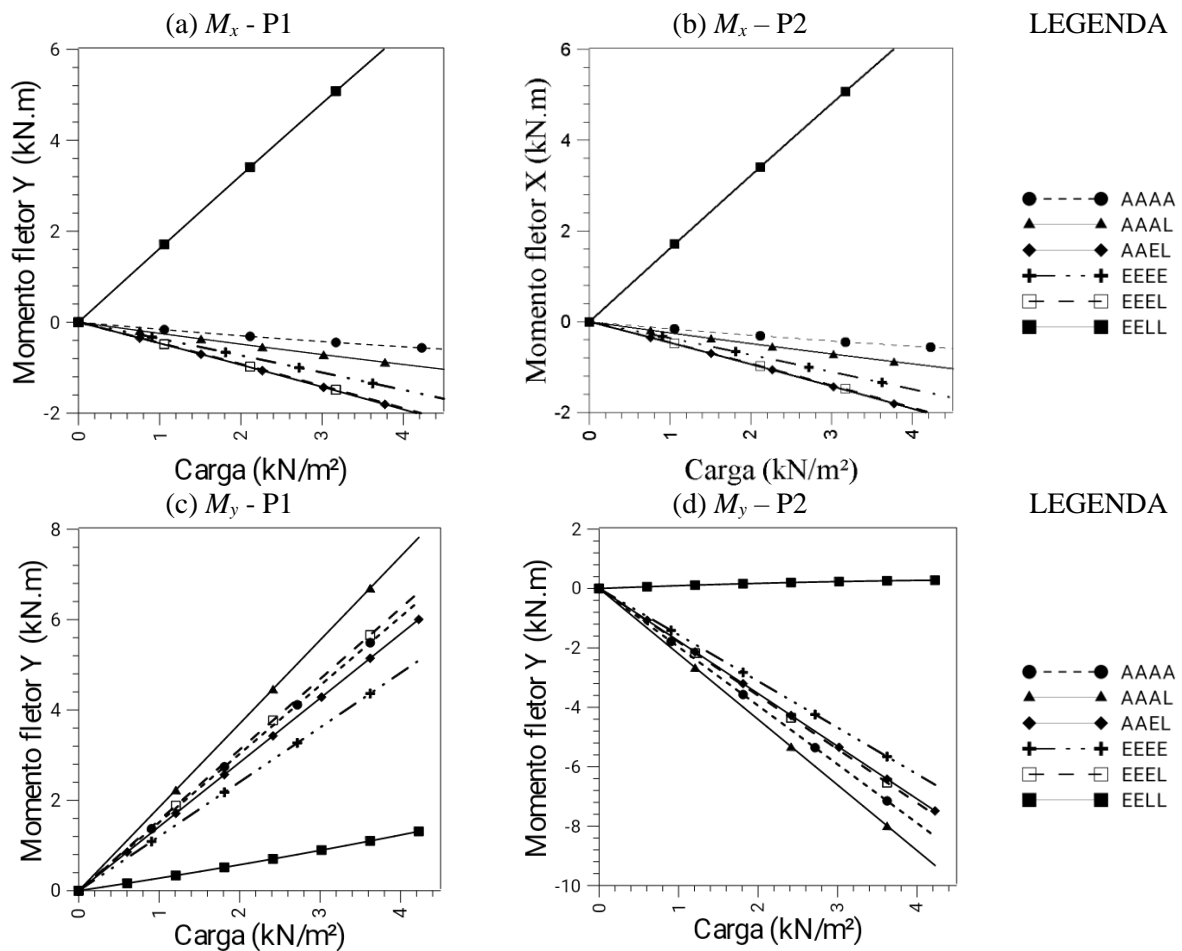 (a) Mx - P1
(b) Mx – P2
LEGENDA
Momento fletor Y (kN.m)
6
4
2
0
-2
0
1
2
3
4
Carga (kN/m²)
Momento fletor X (kN.m)
6
4
2
0
-2
0
1
2
3
4
Carga (kN/m²)
AAAA
AAAL
AAEL
EEEE
EEEL
EELL
(c) My - P1
(d) My – P2
LEGENDA
Momento fletor Y (kN.m)
8
6
4
2
0
0
1
2
3
4
Carga (kN/m²)
Momento fletor Y (kN.m)
2
0
-2
-4
-6
-8
-10
0
1
2
3
4
Carga (kN/m²)
AAAA
AAAL
AAEL
EEEE
EEEL
EELL